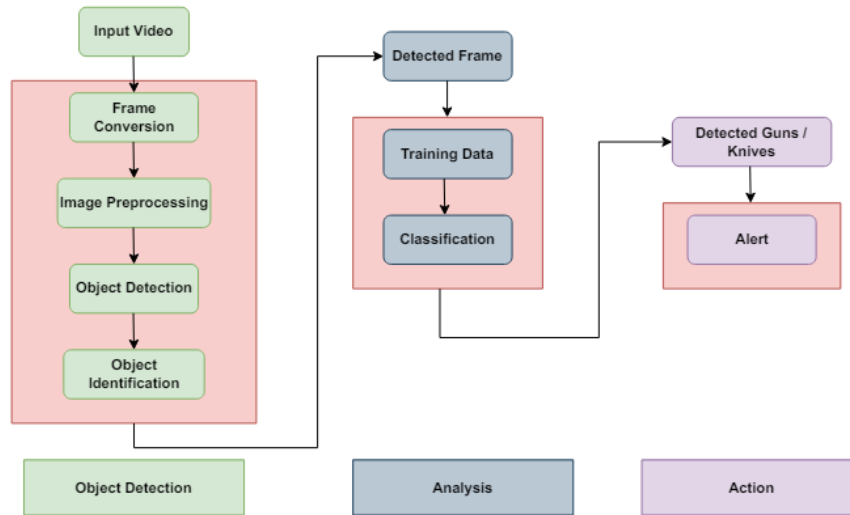 Input Video
Frame
Conversion
Image Preprocessing
Object Detection
Object
Identification
Detected Frame
Training Data
Classification
Detected Guns /
Knives
Alert
Object Detection
Analysis
Action